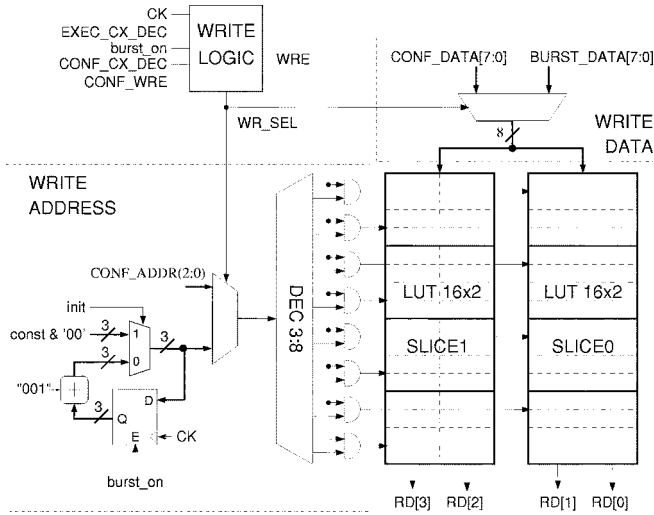 CK
EXEC_CX_DEC
burst_on
CONF_CX_DEC
CONF_WRE
WRITE
LOGIC
WRE
WR_SEL
CONF_DATA[7:0]
BURST_DATA[7:0]
8
WRITE
DATA
WRITE
ADDRESS
CONF_ADDR(2:0)
init
const & '00'
3
1
3
3
0
"001"
3
Q
D
E
CK
burst_on
DEC 3:8
LUT 16x2
LUT 16x2
SLICE1
SLICE0
RD[3]
RD[2]
RD[1]
RD[0]